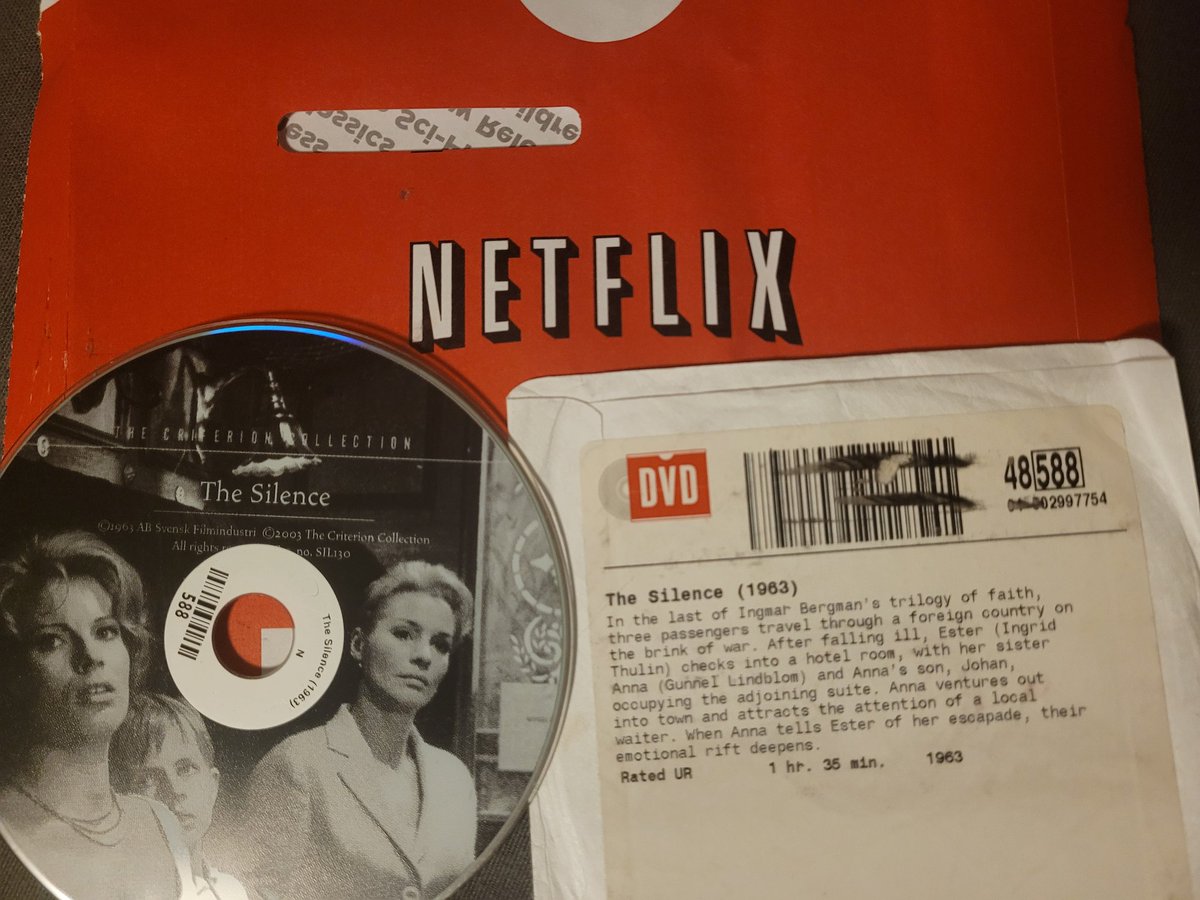 NETFLIX
THE CRITERION COLLECTION
The Silence
©1963 AB Svensk Filmindustri ©2003 The Criterion Collection
All rights no. SIL130
588
The Silence (1963)
N
DVD
48 588
002997754
The Silence (1963)
In the last of Ingmar Bergman's trilogy of faith,
three passengers travel through a foreign country on
the brink of war. After falling ill, Ester (Ingrid
Thulin) checks into a hotel room, with her sister
Anna (Gunnel Lindblom) and Anna's son, Johan,
occupying the adjoining suite. Anna ventures out
into town and attracts the attention of a local
waiter. When Anna tells Ester of her escapade, their
emotional rift deepens.
Rated UR 1 hr. 35 min. 1963